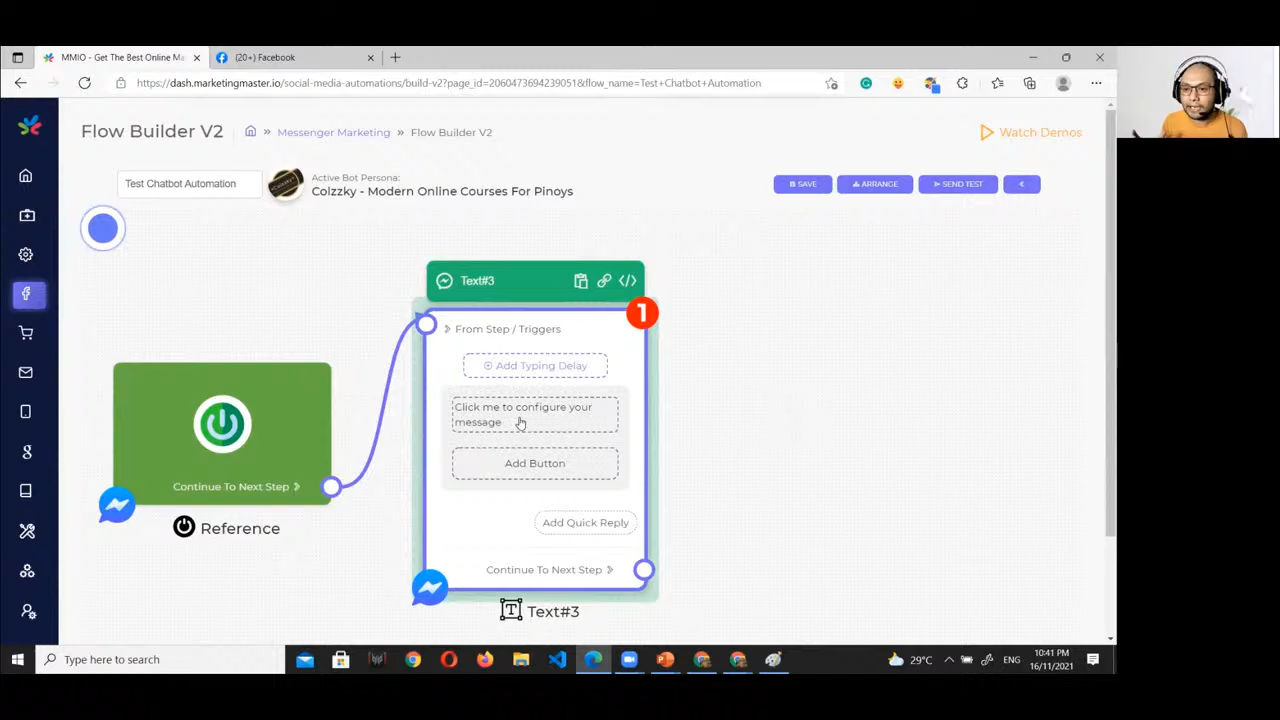 MMIO - Get The Best Online Ma
(20+) Facebook
https://dash.marketingmaster.io/social-media-automations/build-v2?page_id=2060473694239051&flow_name=Test+Chatbot+Automation
Flow Builder V2
» Messenger Marketing » Flow Builder V2
Watch Demos
Test Chatbot Automation
Active Bot Persona:
Colzzky - Modern Online Courses For Pinoys
SAVE
ARRANGE
SEND TEST
Text#3
1
From Step / Triggers
Add Typing Delay
Click me to configure your
message
Add Button
Add Quick Reply
Continue To Next Step
Text#3
Continue To Next Step
Reference
Type here to search
29°C
ENG
10:41 PM
16/11/2021